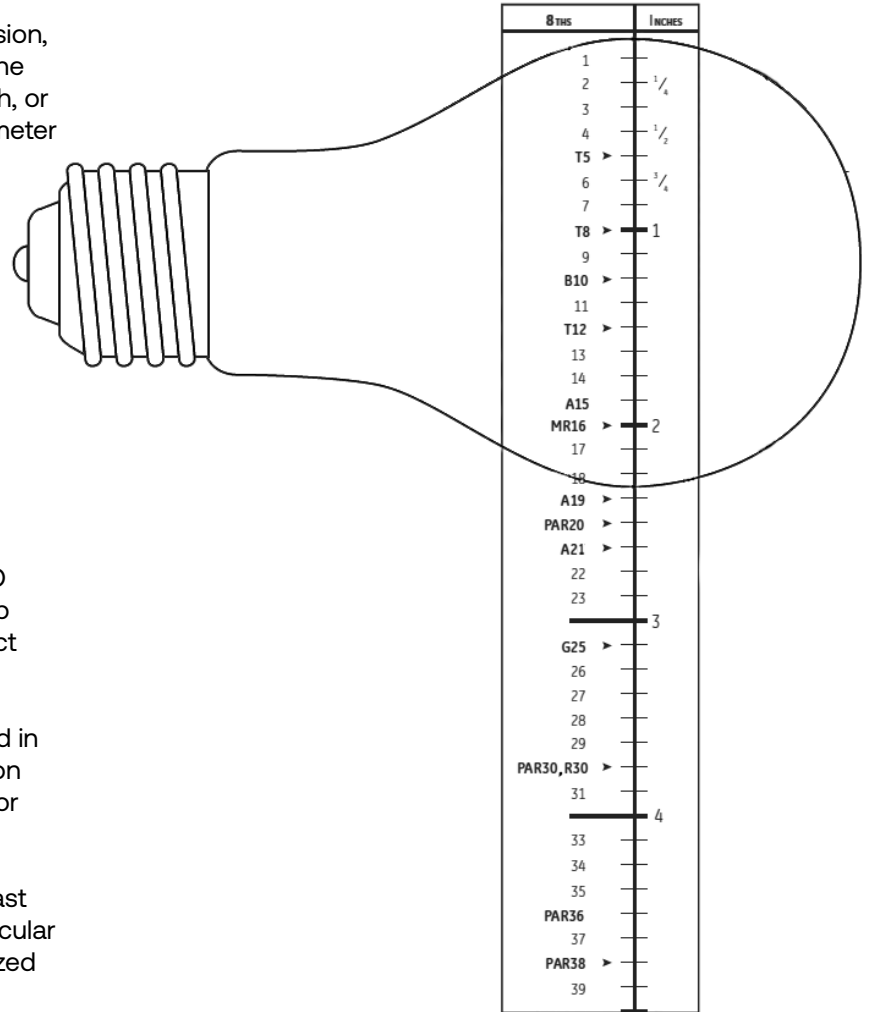 sion,
ne
h, or
neter
D
o
ct
d in
on
or
ast
cular
zed
8THS INCHES
1
2 1/4
3
4 1/2
T5 ➤
6 3/4
7
T8 ➤ 1
9
B10 ➤
11
T12 ➤
13
14
A15
MR16 ➤ 2
17
18
A19 ➤
PAR20 ➤
A21 ➤
22
23
3
G25 ➤
26
27
28
29
PAR30,R30 ➤
31
4
33
34
35
PAR36
37
PAR38 ➤
39